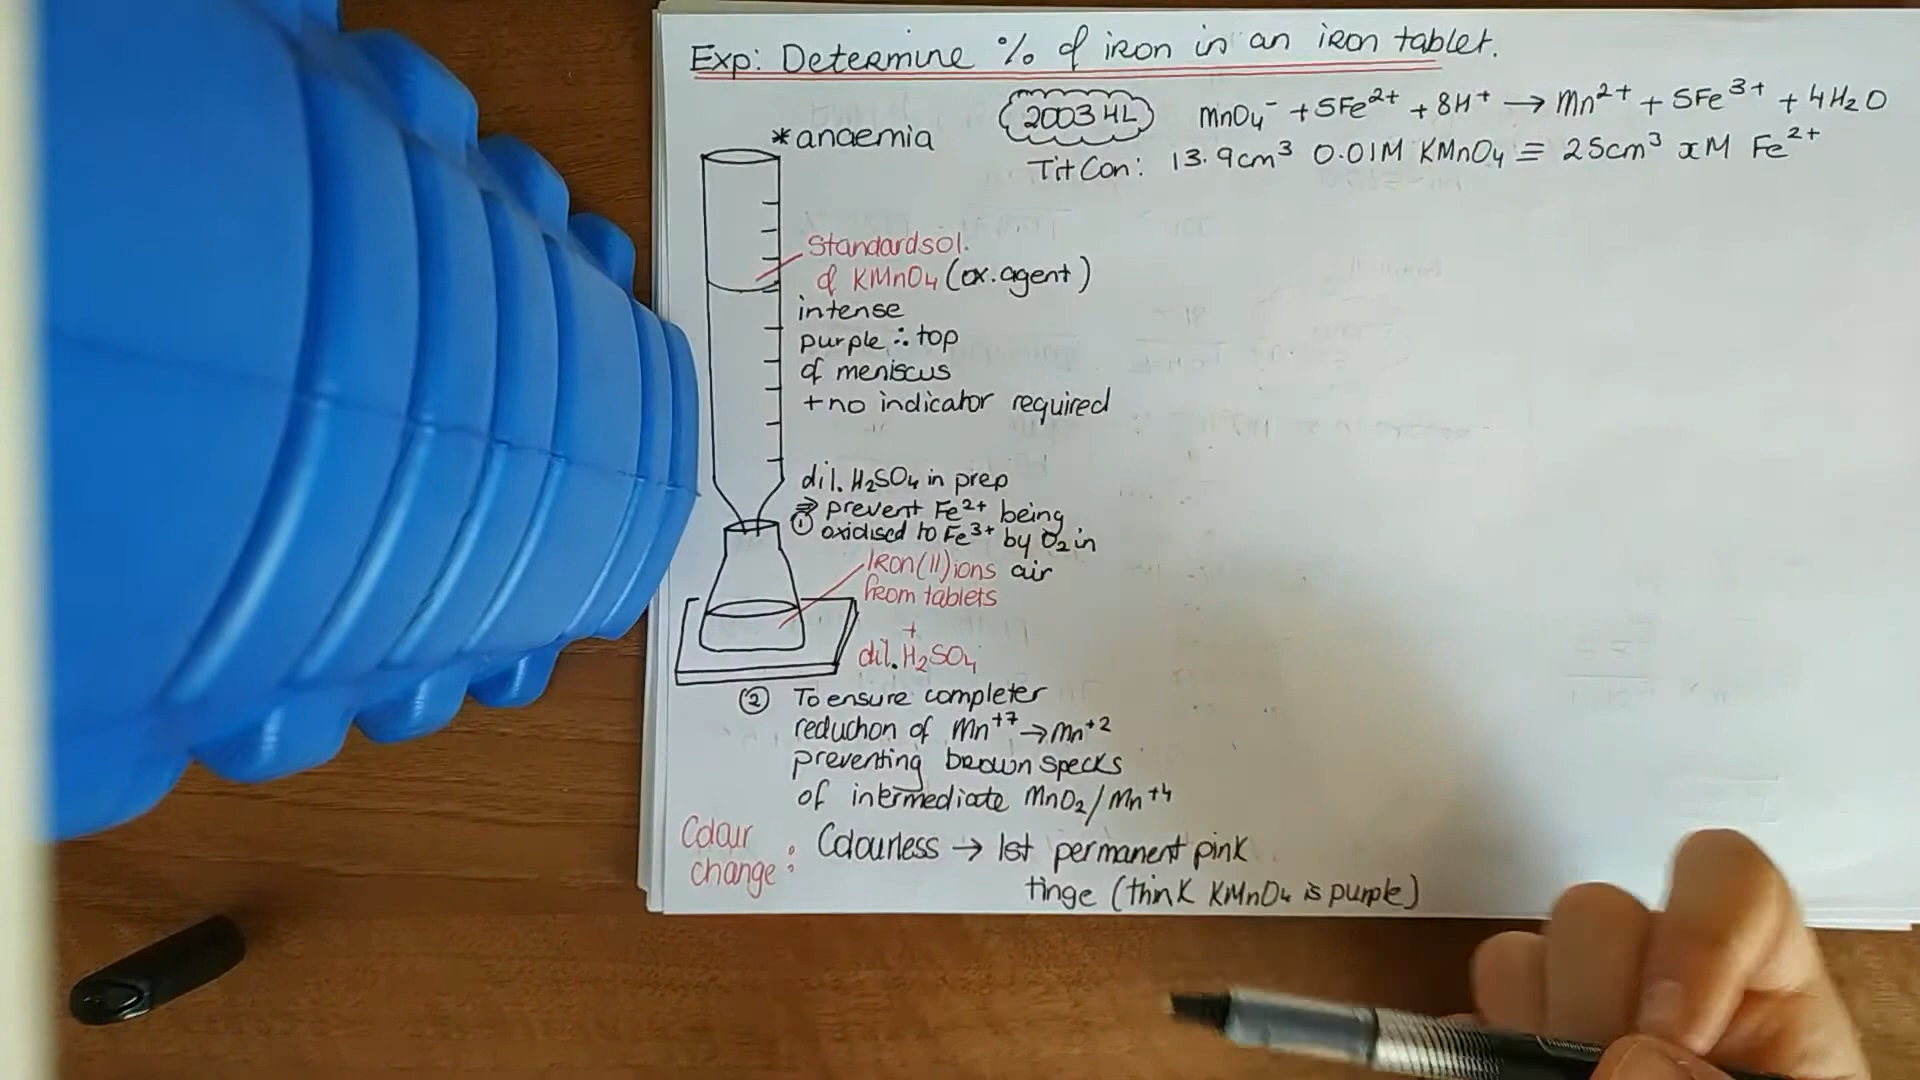 Exp: Determine % of iron in an iron tablet.
2003 HL
MnO₄⁻ + 5Fe²⁺ + 8H⁺ → Mn²⁺ + 5Fe³⁺ + 4H₂O
*anaemia
Tit Con: 13.9cm³ 0.01M KMnO₄ ≡ 25cm³ xM Fe²⁺
Standard sol.
of KMnO₄ (ox. agent)
intense
purple ∴ top
of meniscus
+ no indicator required
dil. H₂SO₄ in prep
⇒ prevent Fe²⁺ being
① oxidised to Fe³⁺ by O₂ in
air
Iron(II) ions
from tablets
+
dil. H₂SO₄
② To ensure completer
reduction of Mn⁺⁷ → Mn⁺²
preventing brown specks
of intermediate MnO₂/Mn⁺⁴
Colour
change:
Colourless → 1st permanent pink
tinge (think KMnO₄ is purple)